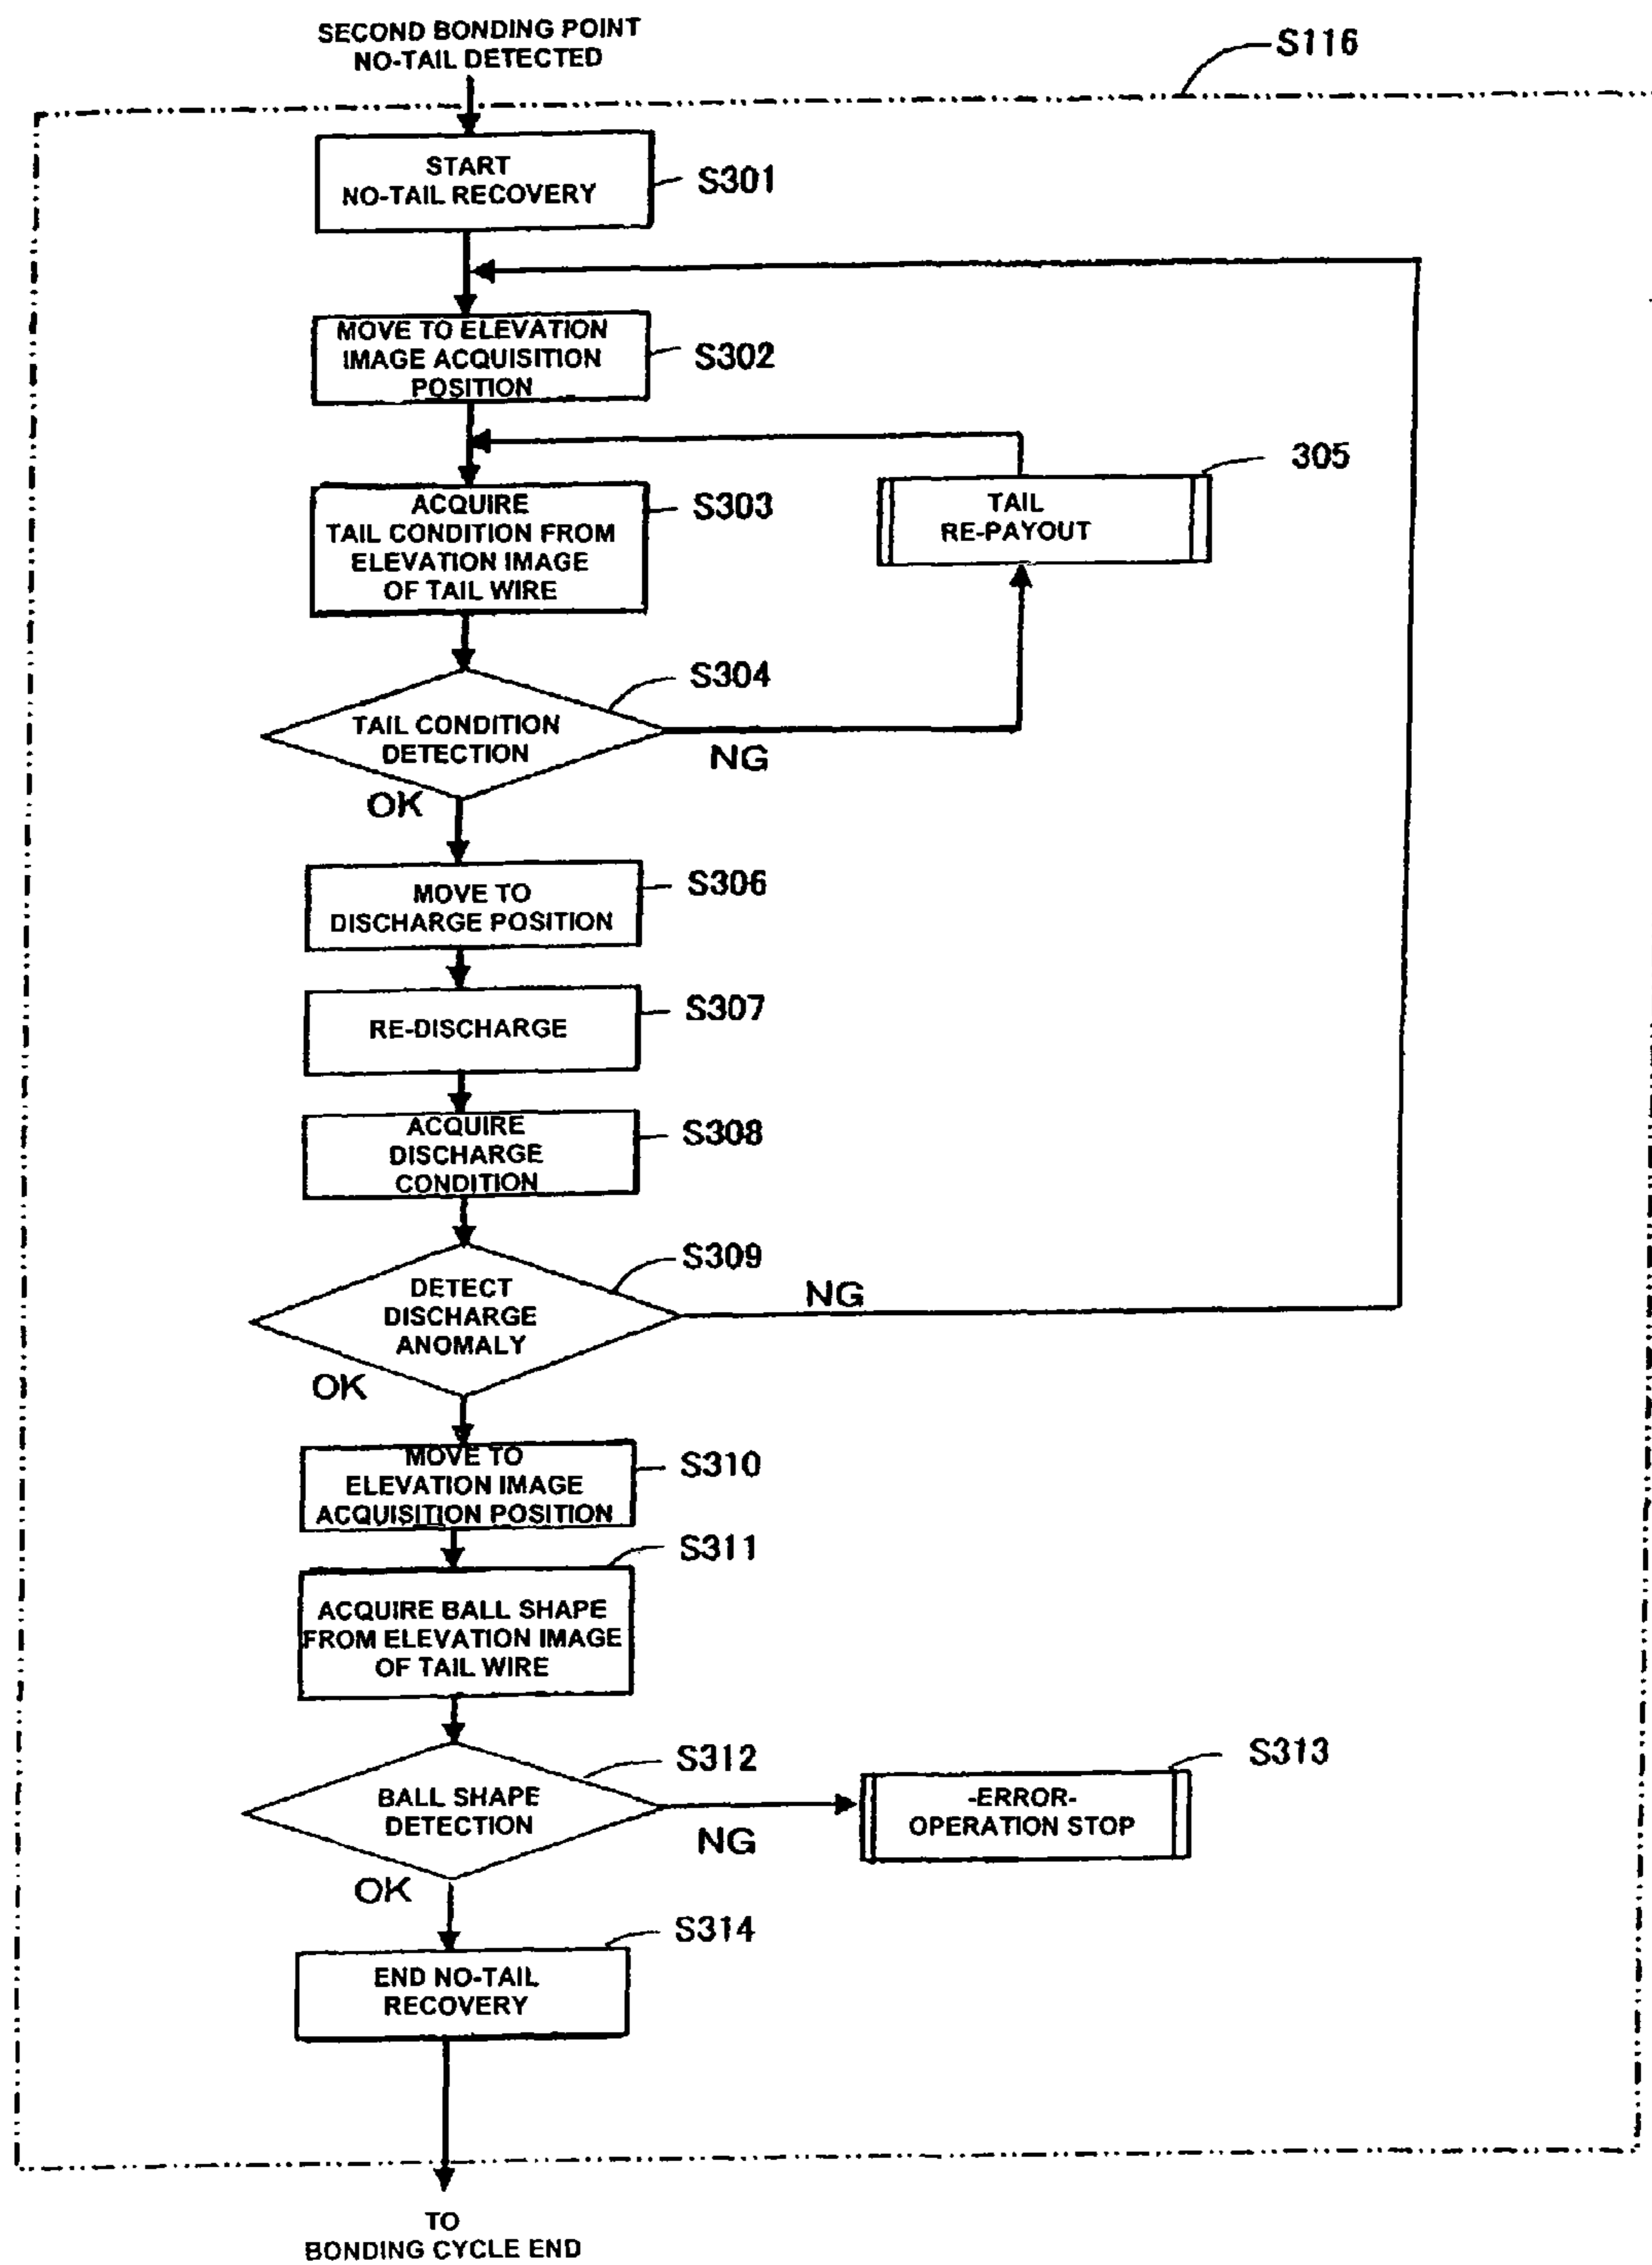 SECOND BONDING POINT
NO-TAIL DETECTED
S116
START
NO-TAIL RECOVERY
S301
MOVE TO ELEVATION
IMAGE ACQUISITION
POSITION
S302
ACQUIRE
TAIL CONDITION FROM
ELEVATION IMAGE
OF TAIL WIRE
S303
TAIL
RE-PAYOUT
305
TAIL CONDITION
DETECTION
S304
NG
OK
MOVE TO
DISCHARGE POSITION
S306
RE-DISCHARGE
S307
ACQUIRE
DISCHARGE
CONDITION
S308
DETECT
DISCHARGE
ANOMALY
S309
NG
OK
MOVE TO
ELEVATION IMAGE
ACQUISITION POSITION
S310
ACQUIRE BALL SHAPE
FROM ELEVATION IMAGE
OF TAIL WIRE
S311
BALL SHAPE
DETECTION
S312
NG
-ERROR-
OPERATION STOP
S313
OK
END NO-TAIL
RECOVERY
S314
TO
BONDING CYCLE END